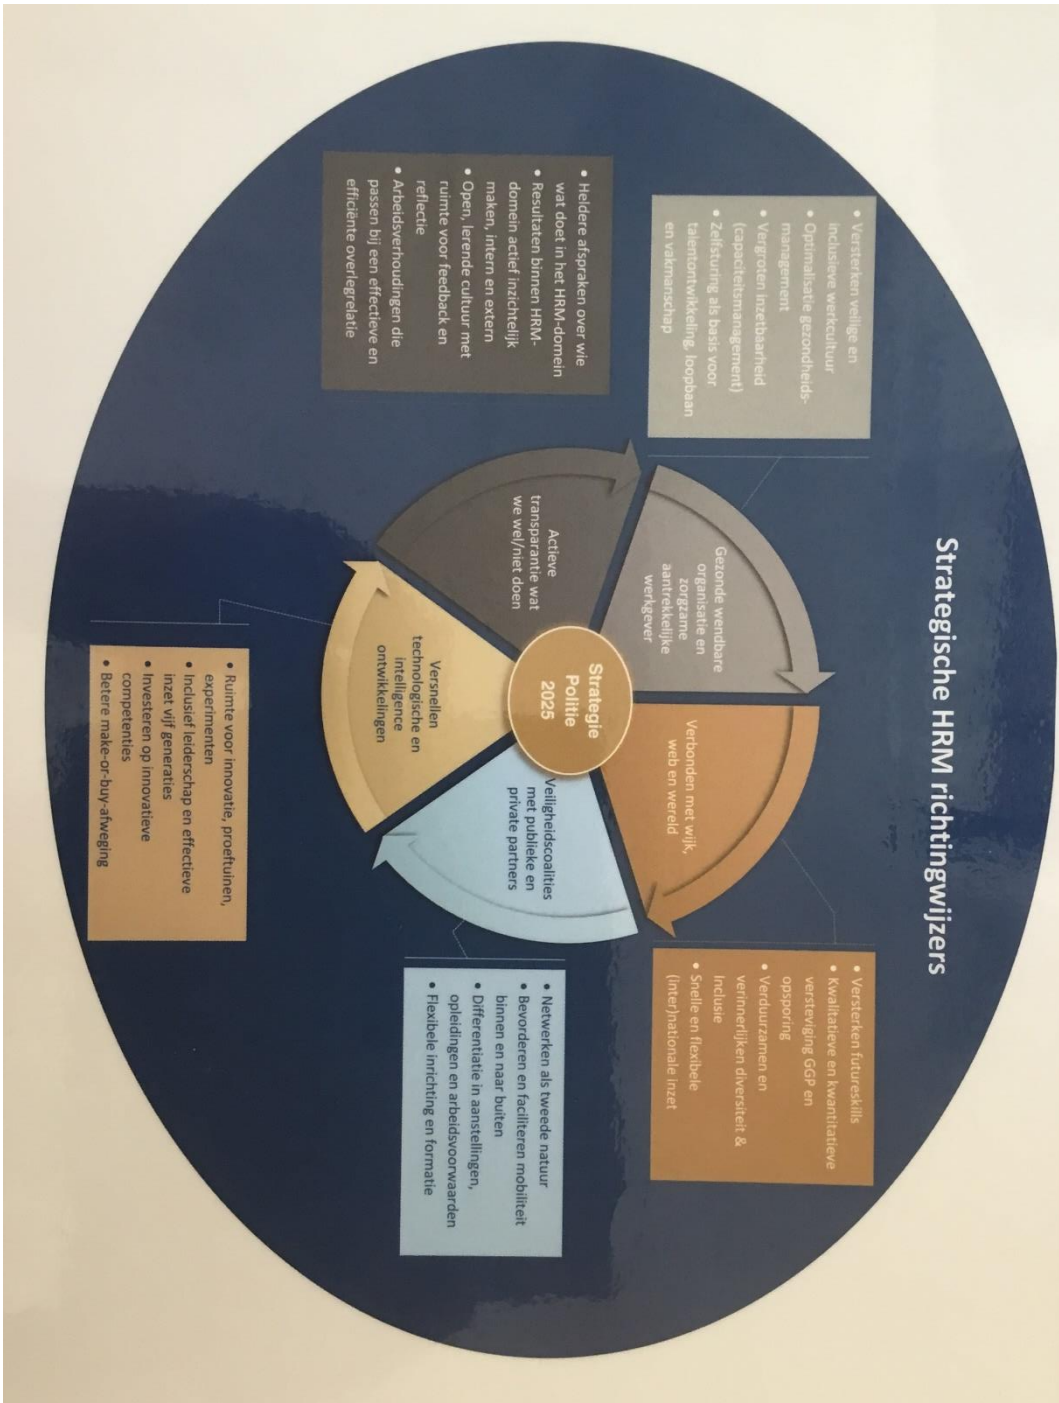 Strategische HRM richtingwijzers
• Versterken veilige en
inclusieve werkcultuur
• Optimalisatie gezondheids-
management
• Vergroten inzetbaarheid
(capaciteitsmanagement)
• Zelfsturing als basis voor
talentontwikkeling, loopbaan
en vakmanschap
• Versterken futureskills
• Kwalitatieve en kwantitatieve
versteviging GGP en
opsporing
• Verduurzamen en
verinnerlijken diversiteit &
Inclusie
• Snelle en flexibele
(inter)nationale inzet
Gezonde wendbare
organisatie en
zorgzame
aantrekkelijke
werkgever
Verbonden met wijk,
web en wereld
Strategie
Politie
2025
Actieve
transparantie wat
we wel/niet doen
Veiligheidscoalities
met publieke en
private partners
Versnellen
technologische en
intelligence
ontwikkelingen
• Heldere afspraken over wie
wat doet in het HRM-domein
• Resultaten binnen HRM-
domein actief inzichtelijk
maken, intern en extern
• Open, lerende cultuur met
ruimte voor feedback en
reflectie
• Arbeidsverhoudingen die
passen bij een effectieve en
efficiënte overlegrelatie
• Netwerken als tweede natuur
• Bevorderen en faciliteren mobiliteit
binnen en naar buiten
• Differentiatie in aanstellingen,
opleidingen en arbeidsvoorwaarden
• Flexibele inrichting en formatie
• Ruimte voor innovatie, proeftuinen,
experimenten
• Inclusief leiderschap en effectieve
inzet vijf generaties
• Investeren op innovatieve
competenties
• Betere make-or-buy-afweging